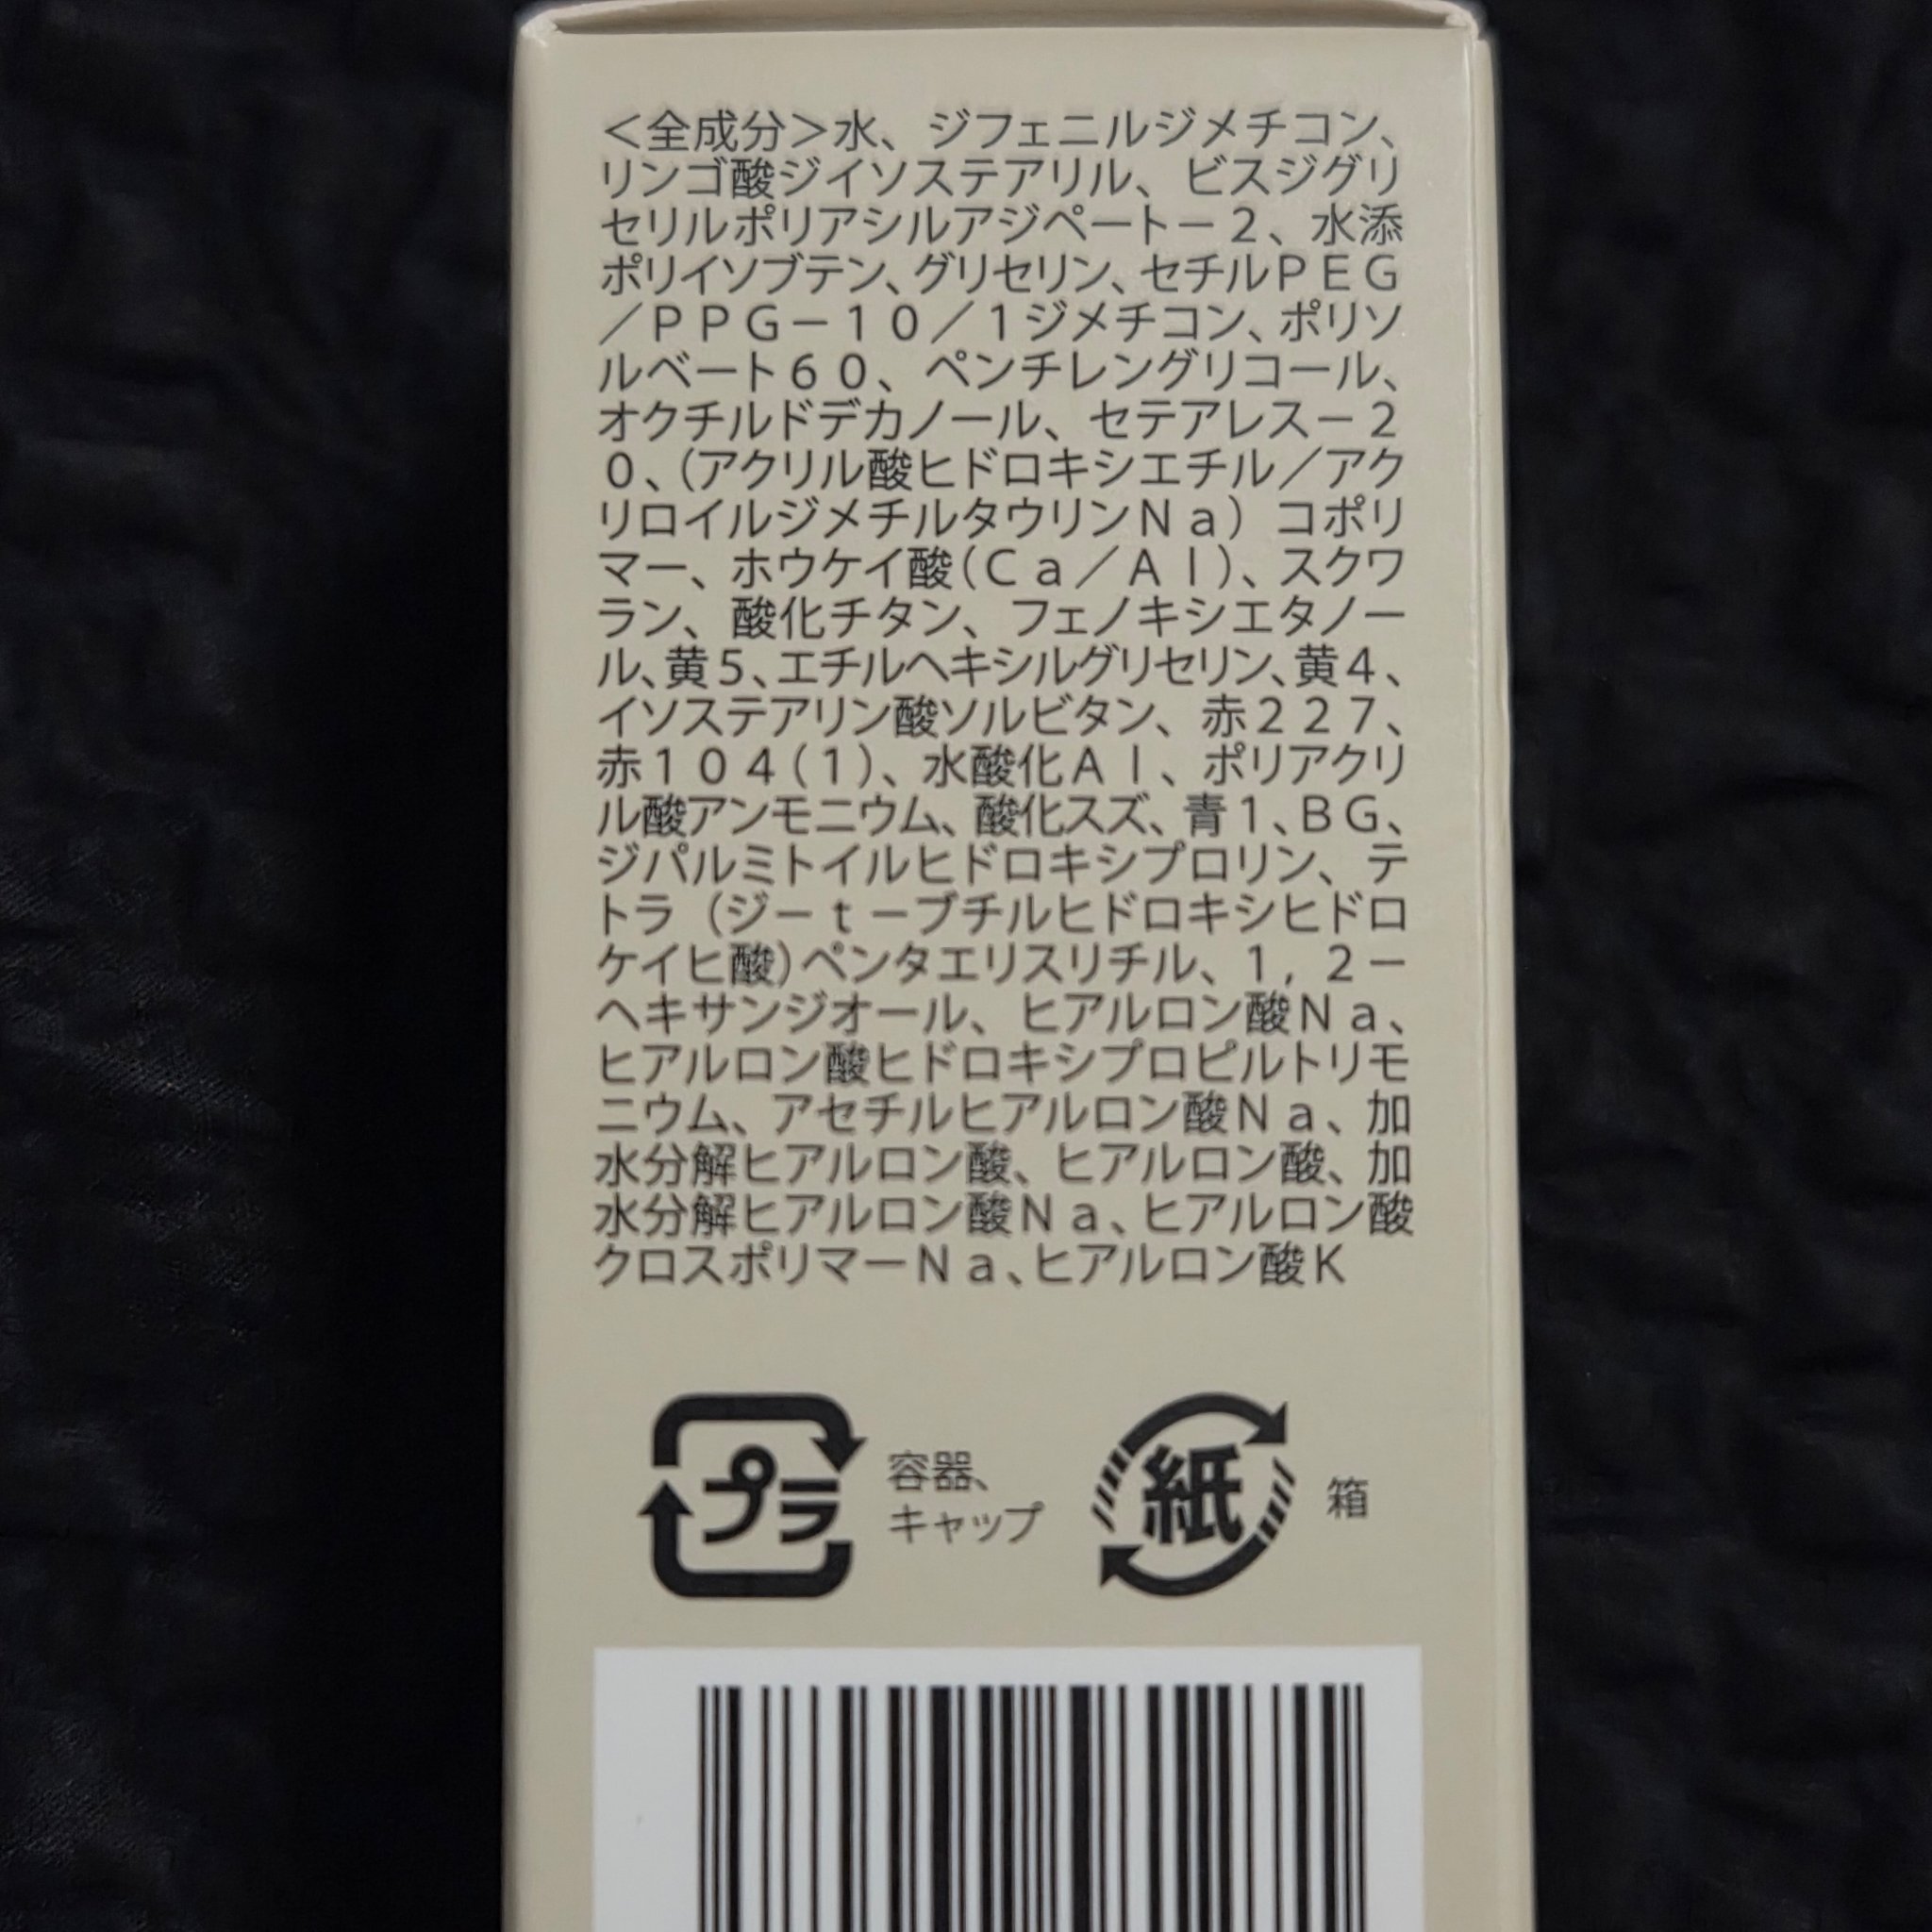 ＜全成分＞水、ジフェニルジメチコン、
リンゴ酸ジイソステアリル、ビスジグリ
セリルポリアシルアジペート－２、水添
ポリイソブテン、グリセリン、セチルＰＥＧ
／ＰＰＧ－１０／１ジメチコン、ポリソ
ルベート６０、ペンチレングリコール、
オクチルドデカノール、セテアレス－２
０、（アクリル酸ヒドロキシエチル／アク
リロイルジメチルタウリンＮａ）コポリ
マー、ホウケイ酸（Ｃａ／Ａｌ）、スクワ
ラン、酸化チタン、フェノキシエタノー
ル、黄５、エチルヘキシルグリセリン、黄４、
イソステアリン酸ソルビタン、赤２２７、
赤１０４（１）、水酸化Ａｌ、ポリアクリ
ル酸アンモニウム、酸化スズ、青１、ＢＧ、
ジパルミトイルヒドロキシプロリン、テ
トラ（ジ－ｔ－ブチルヒドロキシヒドロ
ケイヒ酸）ペンタエリスリチル、１，２－
ヘキサンジオール、ヒアルロン酸Ｎａ、
ヒアルロン酸ヒドロキシプロピルトリモ
ニウム、アセチルヒアルロン酸Ｎａ、加
水分解ヒアルロン酸、ヒアルロン酸、加
水分解ヒアルロン酸Ｎａ、ヒアルロン酸
クロスポリマーＮａ、ヒアルロン酸Ｋ
プラ
容器、
キャップ
紙
箱